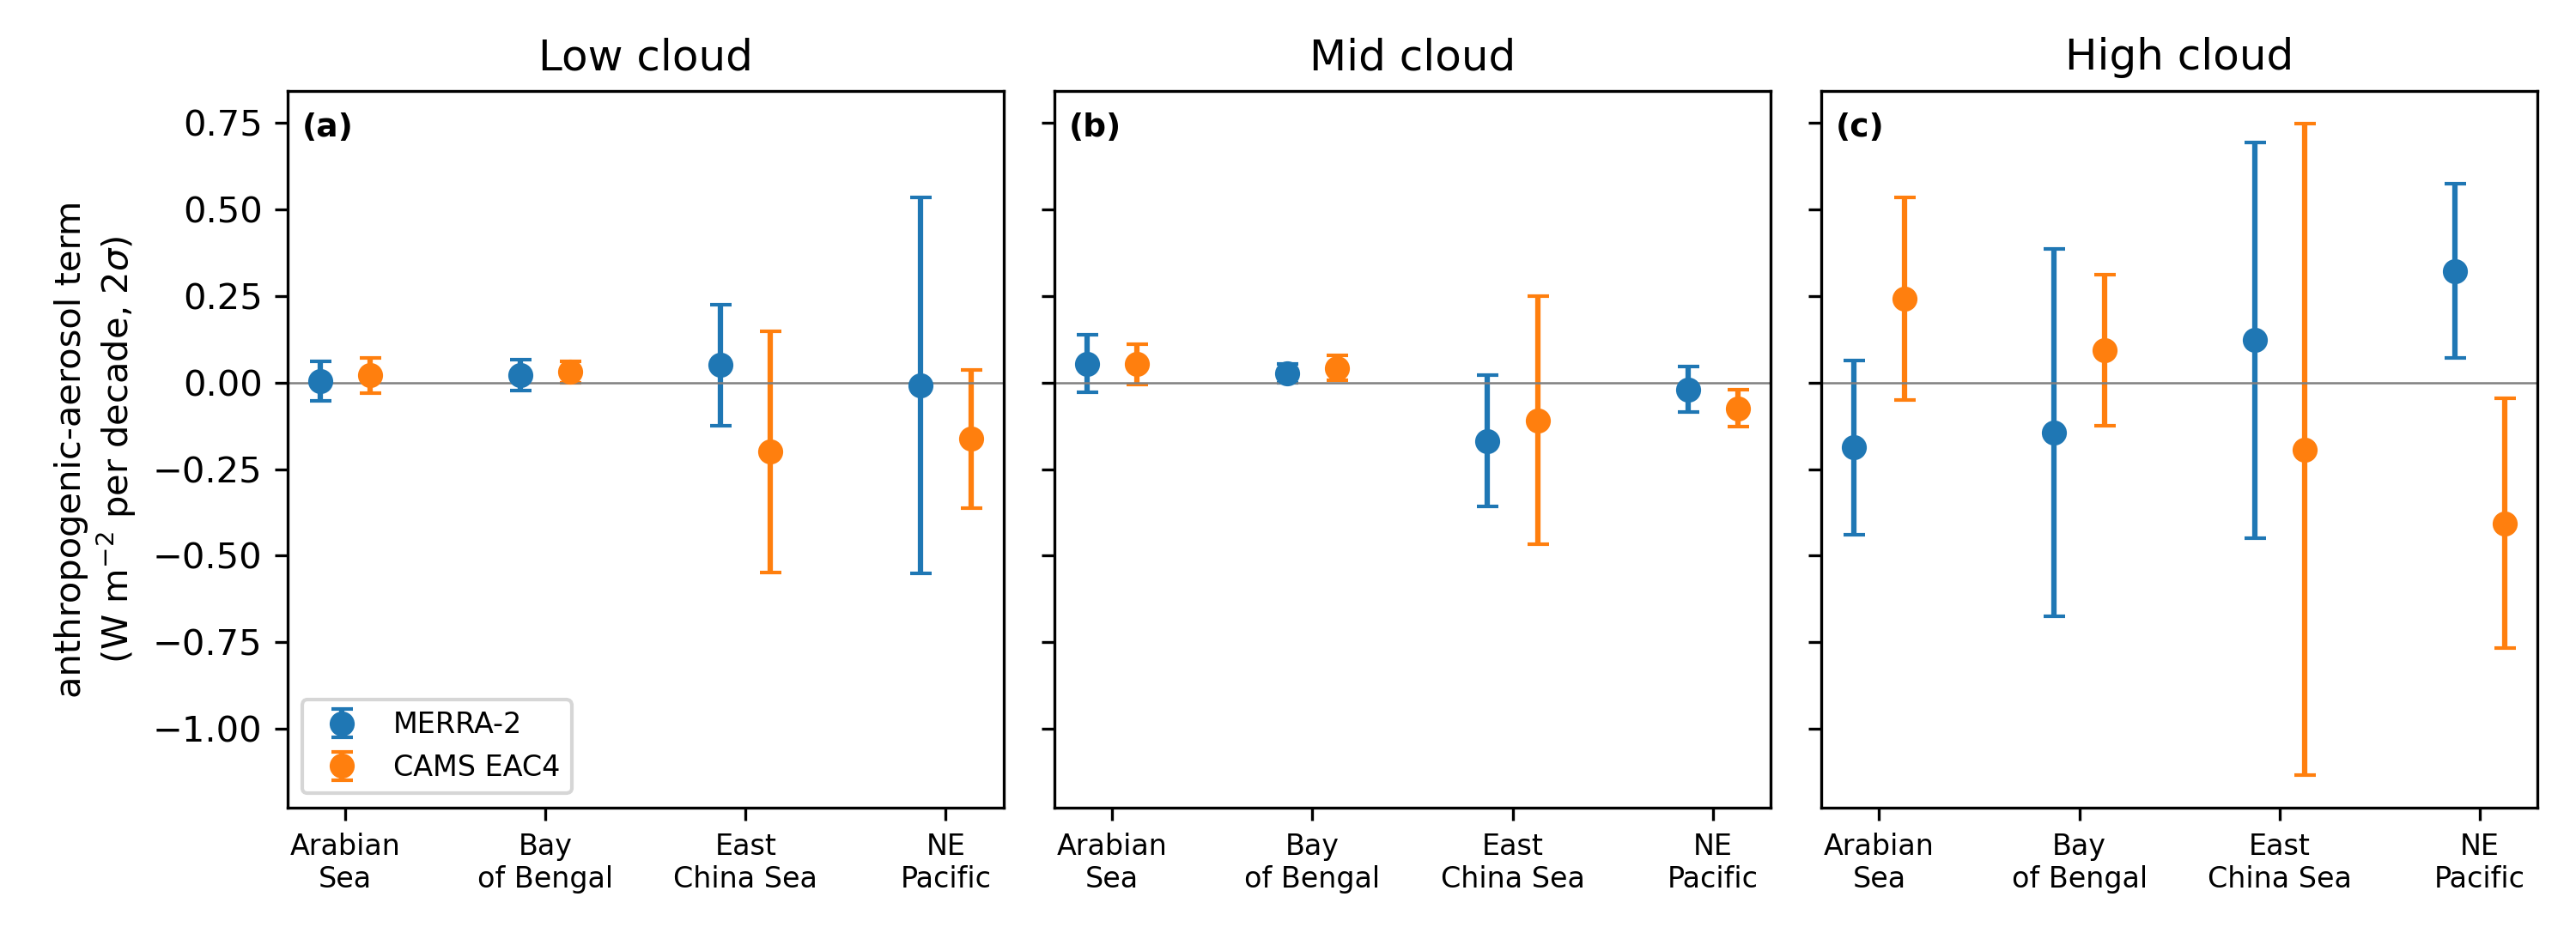 Low cloud
Mid cloud
High cloud
(a)
(b)
(c)
anthropogenic-aerosol term
(W m⁻² per decade, 2σ)
0.75
0.50
0.25
0.00
−0.25
−0.50
−0.75
−1.00
MERRA-2
CAMS EAC4
Arabian
Sea
Bay
of Bengal
East
China Sea
NE
Pacific
Arabian
Sea
Bay
of Bengal
East
China Sea
NE
Pacific
Arabian
Sea
Bay
of Bengal
East
China Sea
NE
Pacific